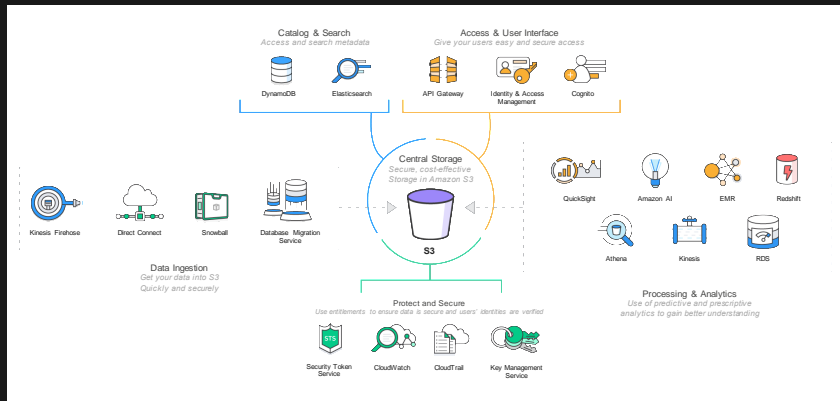 Catalog & Search
Access and search metadata
DynamoDB
Elasticsearch
Access & User Interface
Give your users easy and secure access
API Gateway
Identity & Access
Management
Cognito
Central Storage
Secure, cost-effective
Storage in Amazon S3
S3
Kinesis Firehose
Direct Connect
Snowball
Database Migration
Service
Data Ingestion
Get your data into S3
Quickly and securely
QuickSight
Amazon AI
EMR
Redshift
Athena
Kinesis
RDS
Processing & Analytics
Use of predictive and prescriptive
analytics to gain better understanding
Protect and Secure
Use entitlements to ensure data is secure and users' identities are verified
STS
Security Token
Service
CloudWatch
CloudTrail
Key Management
Service